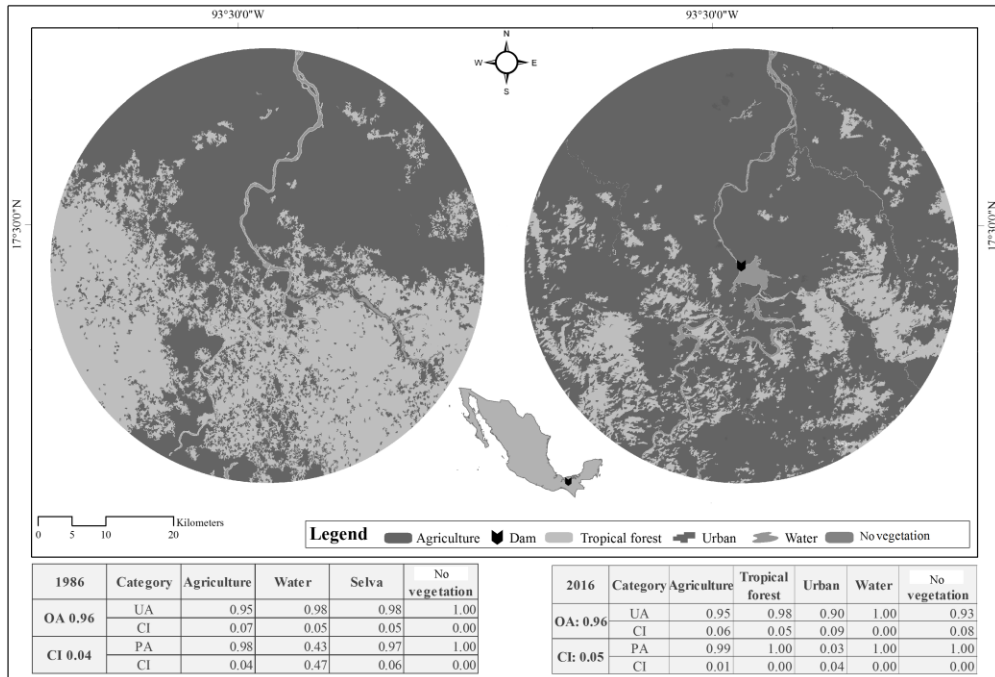 93°30'0"W 93°30'0"W
N
W E
S
17°30'0"N 17°30'0"N
Kilometers
0 5 10 20
Legend Agriculture Dam Tropical forest Urban Water No vegetation
1986 Category Agriculture Water Selva No vegetation
OA 0.96 UA 0.95 0.98 0.98 1.00
CI 0.07 0.05 0.05 0.00
CI 0.04 PA 0.98 0.43 0.97 1.00
CI 0.04 0.47 0.06 0.00
2016 Category Agriculture Tropical forest Urban Water No vegetation
OA: 0.96 UA 0.95 0.98 0.90 1.00 0.93
CI 0.06 0.05 0.09 0.00 0.08
CI: 0.05 PA 0.99 1.00 0.03 1.00 1.00
CI 0.01 0.00 0.04 0.00 0.00